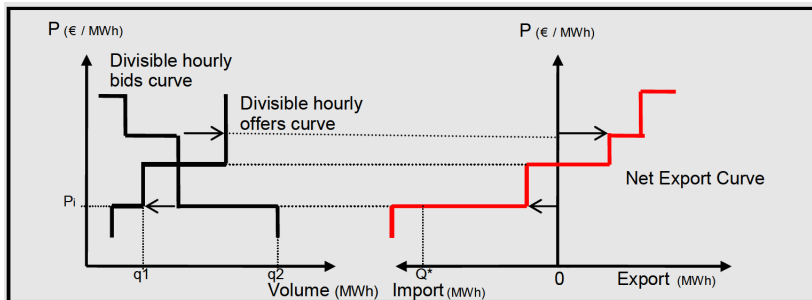 P (€ / MWh)
P (€ / MWh)
Divisible hourly
bids curve
Divisible hourly
offers curve
Net Export Curve
Pi
q1
q2
Q*
0
Volume (MWh)
Import (MWh)
Export (MWh)